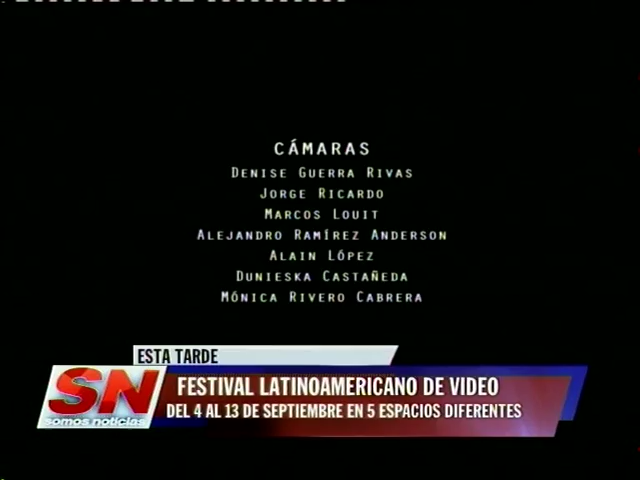 CÁMARAS
DENISE GUERRA RIVAS
JORGE RICARDO
MARCOS LOUIT
ALEJANDRO RAMÍREZ ANDERSON
ALAIN LÓPEZ
DUNIESKA CASTAÑEDA
MÓNICA RIVERO CABRERA
ESTA TARDE
SN
somos noticias
FESTIVAL LATINOAMERICANO DE VIDEO
DEL 4 AL 13 DE SEPTIEMBRE EN 5 ESPACIOS DIFERENTES